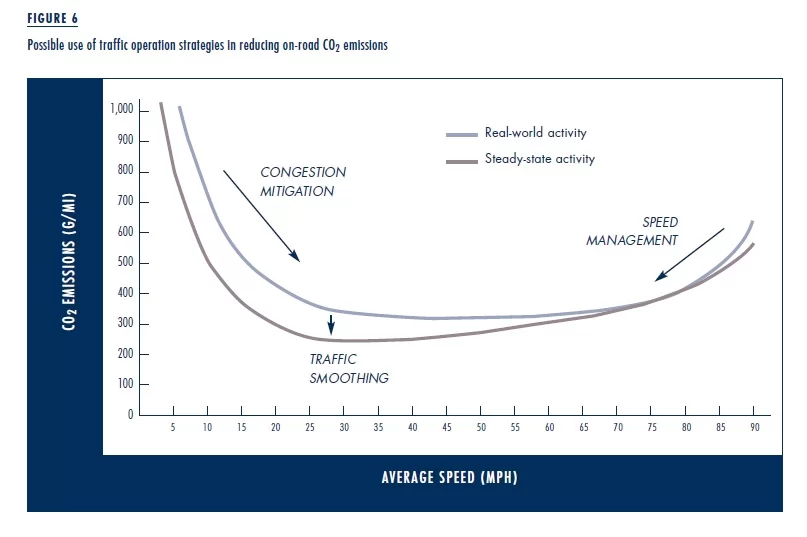 FIGURE 6
Possible use of traffic operation strategies in reducing on-road CO₂ emissions
CO₂ EMISSIONS (G/MI)
1,000
900
800
700
600
500
400
300
200
100
0
Real-world activity
Steady-state activity
CONGESTION
MITIGATION
SPEED
MANAGEMENT
TRAFFIC
SMOOTHING
5 10 15 20 25 30 35 40 45 50 55 60 65 70 75 80 85 90
AVERAGE SPEED (MPH)